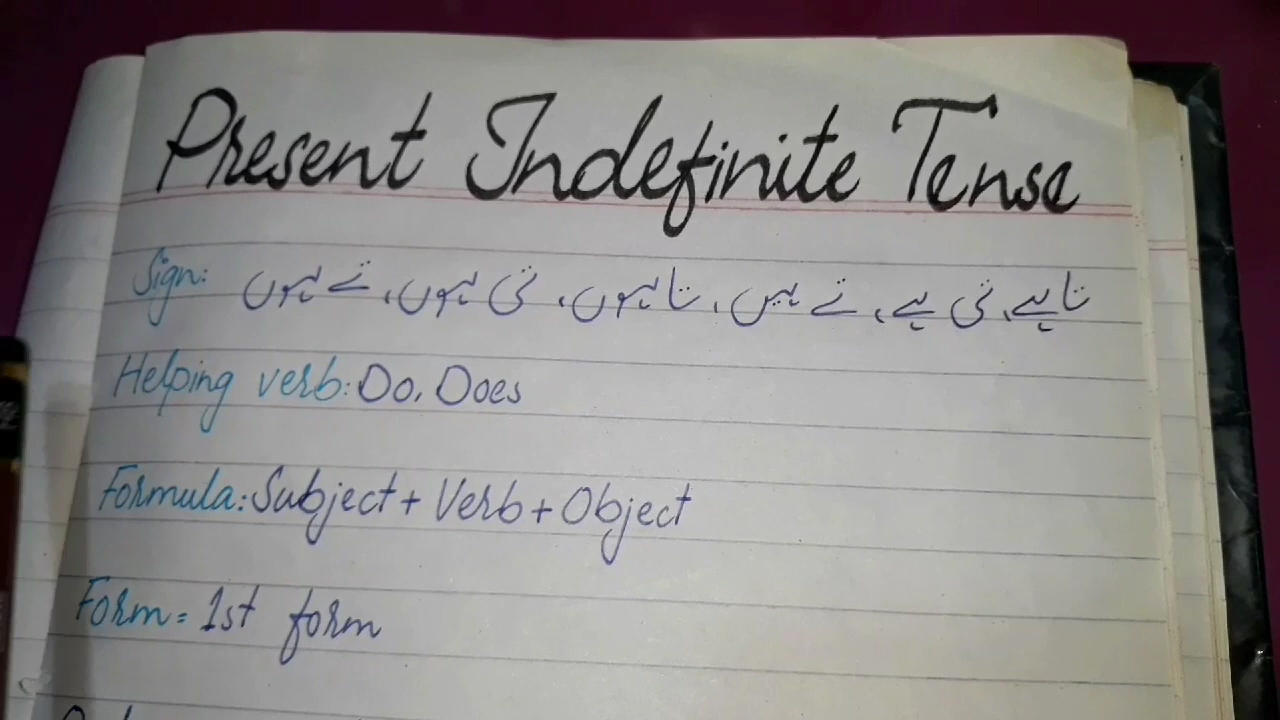 Present Indefinite Tense
Sign: تا ہے، تی ہے، تے ہیں، تا ہوں، تی ہوں، تے ہوں
Helping verb: Do, Does
Formula: Subject + Verb + Object
Form = 1st form